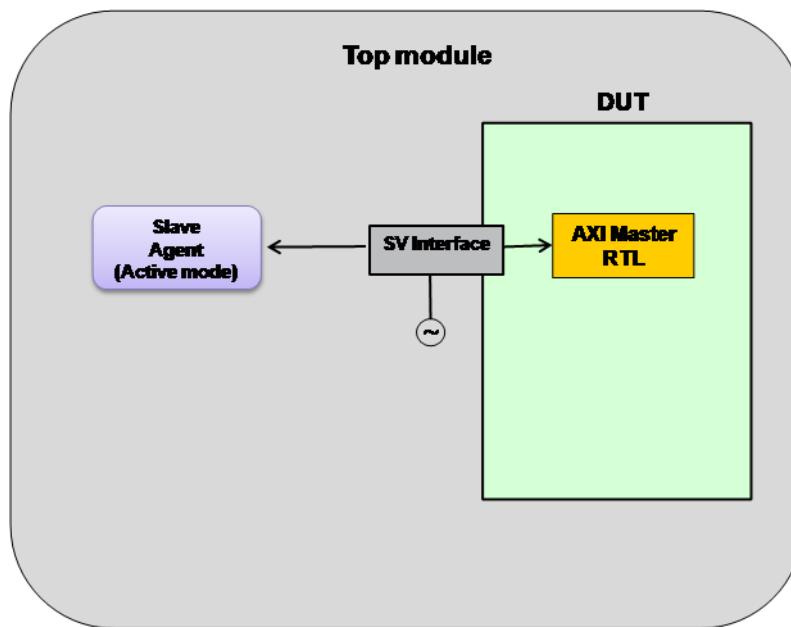 Top module
DUT
Slave
Agent
(Active mode)
SV Interface
AXI Master
RTL
~